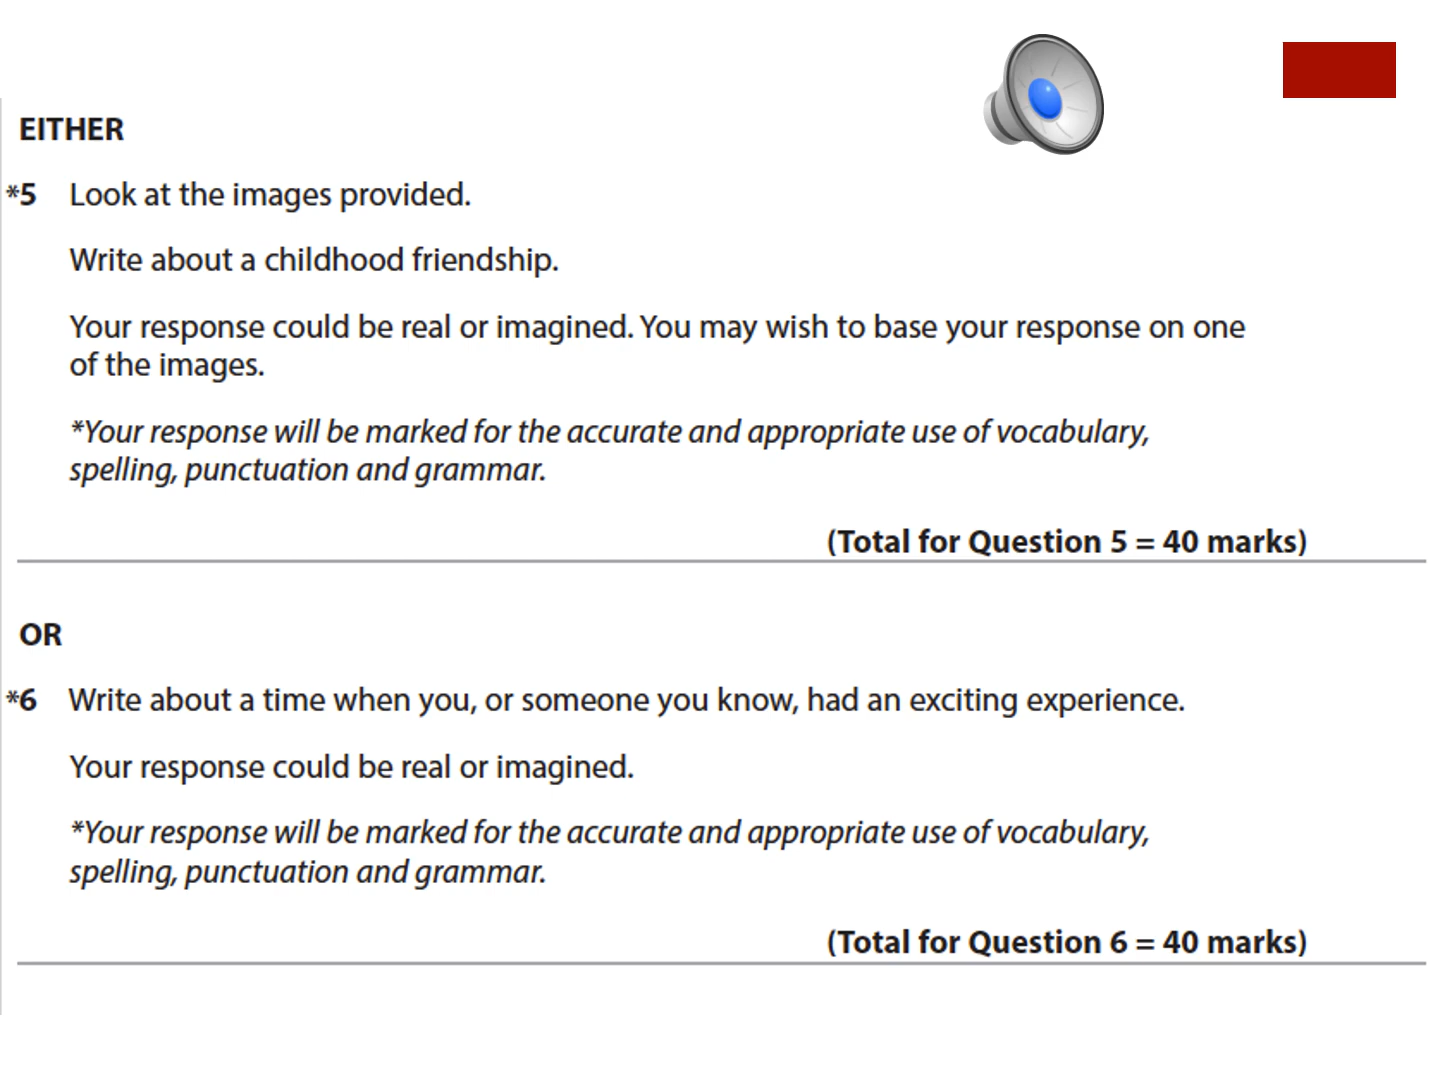 EITHER
*5 Look at the images provided.
Write about a childhood friendship.
Your response could be real or imagined. You may wish to base your response on one
of the images.
*Your response will be marked for the accurate and appropriate use of vocabulary,
spelling, punctuation and grammar.
(Total for Question 5 = 40 marks)
OR
*6 Write about a time when you, or someone you know, had an exciting experience.
Your response could be real or imagined.
*Your response will be marked for the accurate and appropriate use of vocabulary,
spelling, punctuation and grammar.
(Total for Question 6 = 40 marks)